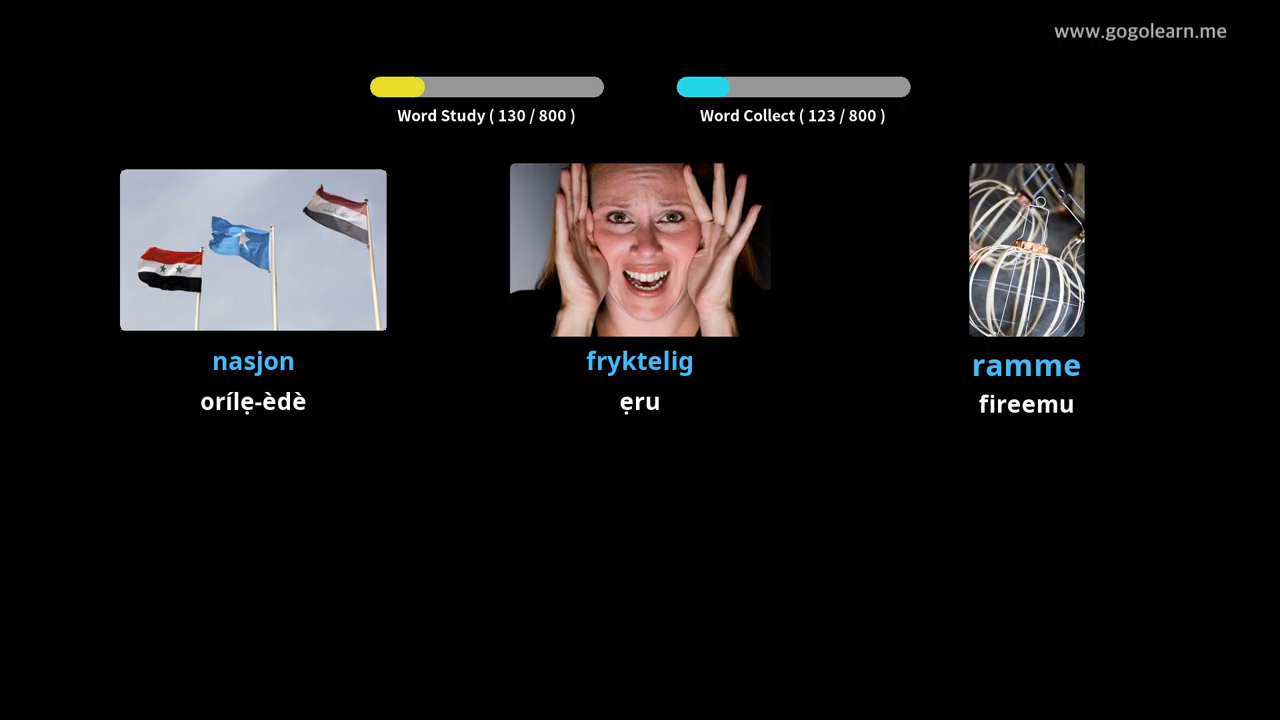 www.gogolearn.me
Word Study ( 130 / 800 )
Word Collect ( 123 / 800 )
nasjon
orílẹ-èdè
fryktelig
ẹru
ramme
fireemu